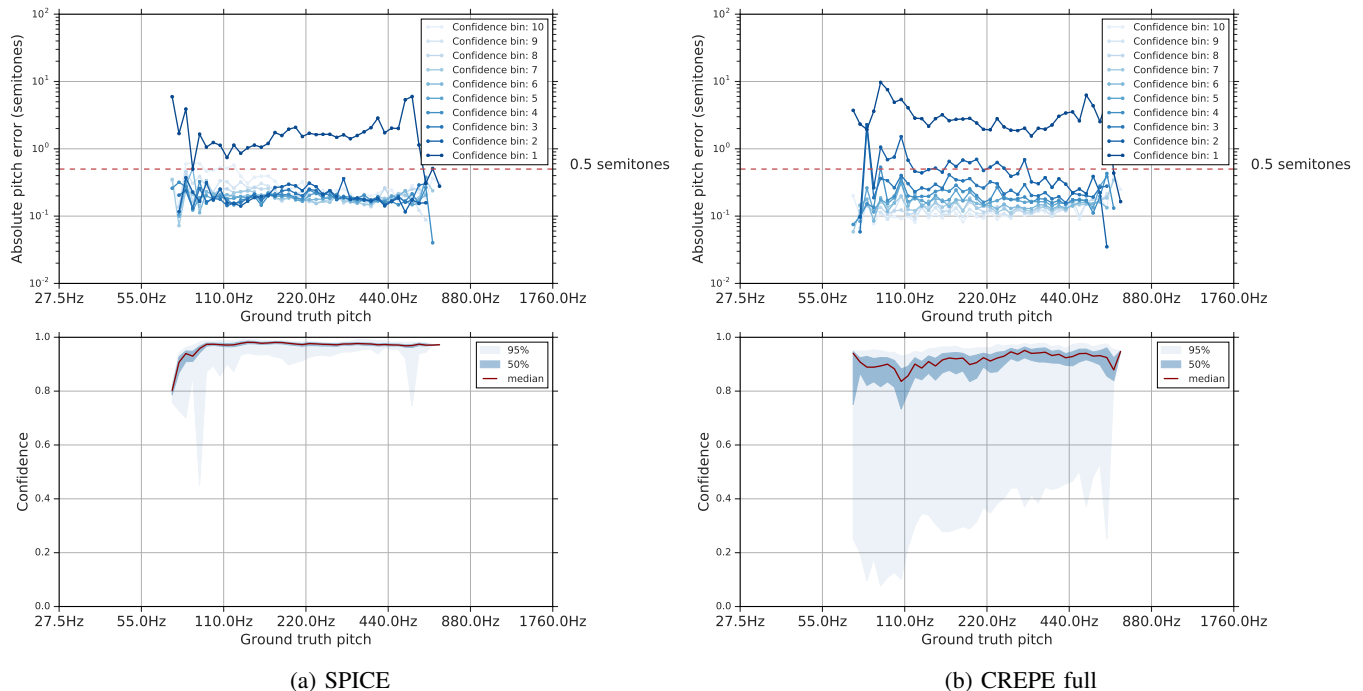 10²
10¹
10⁰
10⁻¹
10⁻²
Absolute pitch error (semitones)
Confidence bin: 10
Confidence bin: 9
Confidence bin: 8
Confidence bin: 7
Confidence bin: 6
Confidence bin: 5
Confidence bin: 4
Confidence bin: 3
Confidence bin: 2
Confidence bin: 1
0.5 semitones
27.5Hz 55.0Hz 110.0Hz 220.0Hz 440.0Hz 880.0Hz 1760.0Hz
Ground truth pitch
1.0
0.8
0.6
0.4
0.2
0.0
Confidence
95%
50%
median
27.5Hz 55.0Hz 110.0Hz 220.0Hz 440.0Hz 880.0Hz 1760.0Hz
Ground truth pitch
(a) SPICE
10²
10¹
10⁰
10⁻¹
10⁻²
Absolute pitch error (semitones)
Confidence bin: 10
Confidence bin: 9
Confidence bin: 8
Confidence bin: 7
Confidence bin: 6
Confidence bin: 5
Confidence bin: 4
Confidence bin: 3
Confidence bin: 2
Confidence bin: 1
0.5 semitones
27.5Hz 55.0Hz 110.0Hz 220.0Hz 440.0Hz 880.0Hz 1760.0Hz
Ground truth pitch
1.0
0.8
0.6
0.4
0.2
0.0
Confidence
95%
50%
median
27.5Hz 55.0Hz 110.0Hz 220.0Hz 440.0Hz 880.0Hz 1760.0Hz
Ground truth pitch
(b) CREPE full